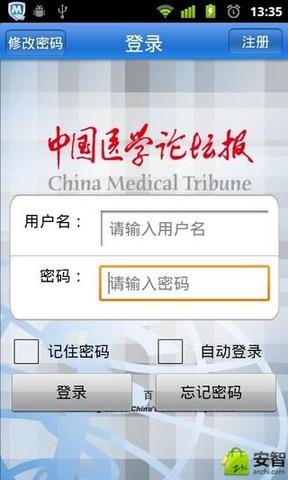 13:35
修改密码 登录 注册
中国医学论坛报
China Medical Tribune
用户名： 请输入用户名
密码： 请输入密码
记住密码 自动登录
登录 百 忘记密码
China's
安智
anzhi.com